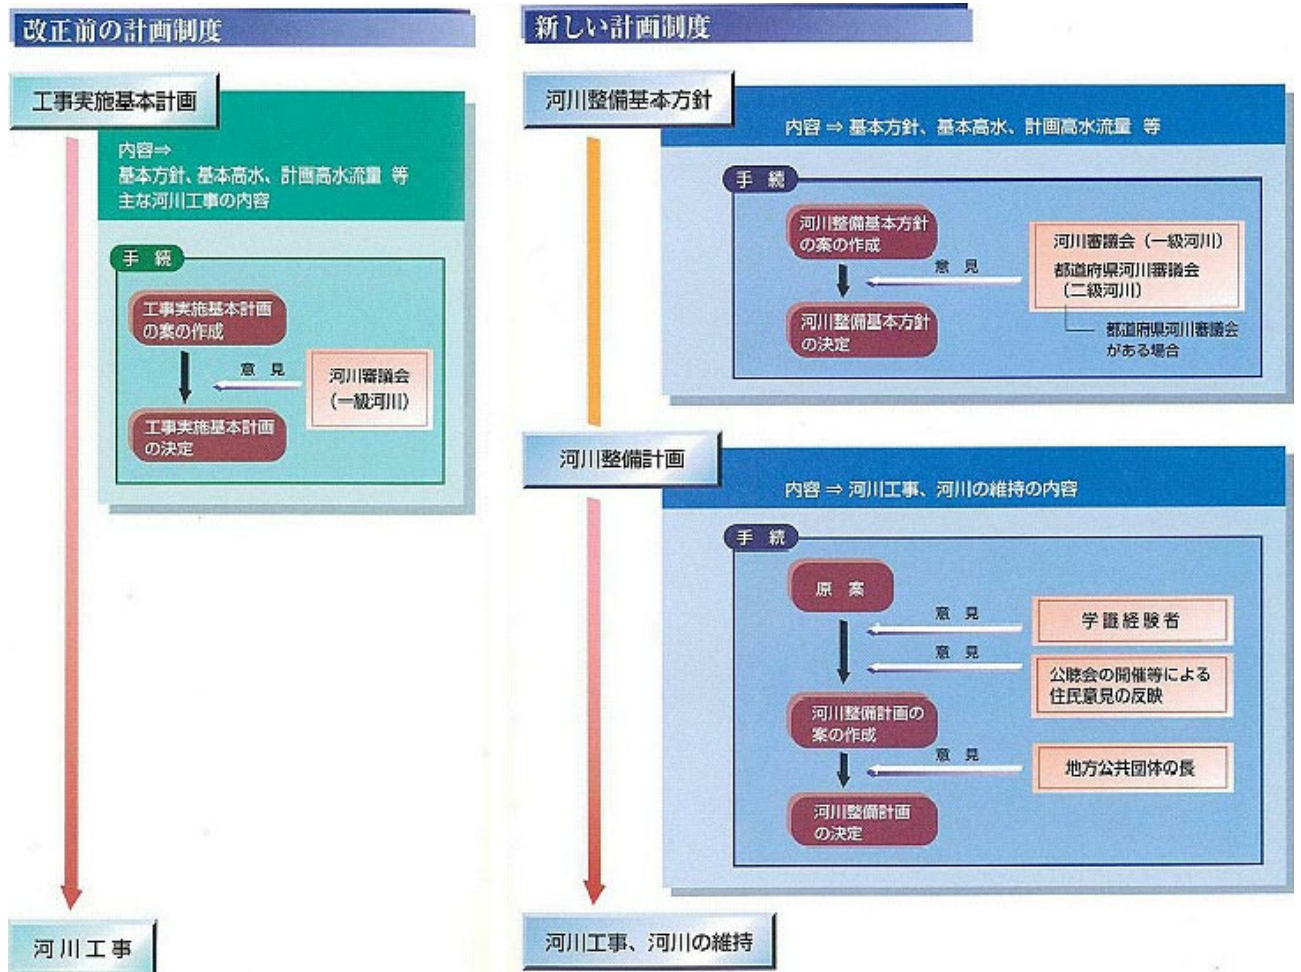 改正前の計画制度
工事実施基本計画
内容⇒
基本方針、基本高水、計画高水流量 等
主な河川工事の内容
手 続
工事実施基本計画
の案の作成
意 見
河川審議会
(一級河川)
工事実施基本計画
の決定
河川工事
新しい計画制度
河川整備基本方針
内容 ⇒ 基本方針、基本高水、計画高水流量 等
手 続
河川整備基本方針
の案の作成
意 見
河川審議会 (一級河川)
都道府県河川審議会
(二級河川)
都道府県河川審議会
がある場合
河川整備基本方針
の決定
河川整備計画
内容 ⇒ 河川工事、河川の維持の内容
手 続
原 案
意 見
学識経験者
意 見
公聴会の開催等による
住民意見の反映
河川整備計画の
案の作成
意 見
地方公共団体の長
河川整備計画
の決定
河川工事、河川の維持